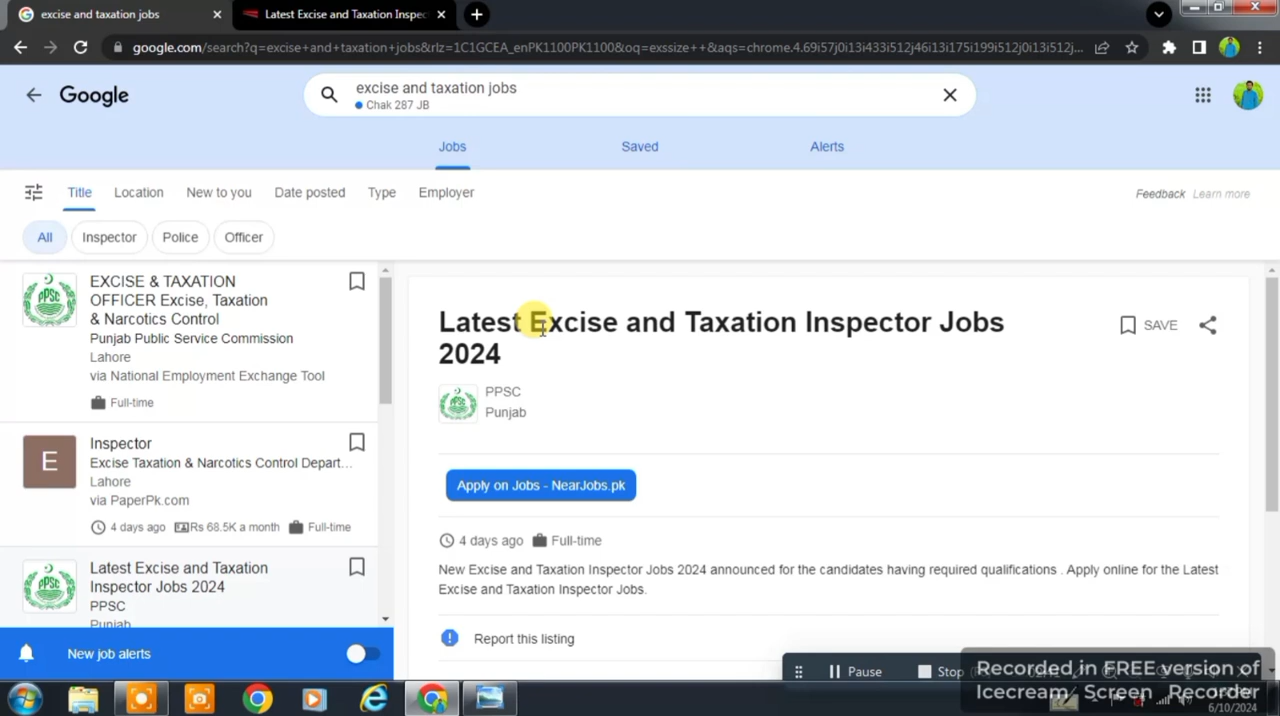 excise and taxation jobs
Latest Excise and Taxation Inspec
google.com/search?q=excise+and+taxation+jobs&rlz=1C1GCEA_enPK1100PK1100&oq=exssize++&aqs=chrome.4.69i57j0i13i433i512j46i13i175i199i512j0i13i512j...
Google
excise and taxation jobs
Chak 287 JB
Jobs
Saved
Alerts
Title
Location
New to you
Date posted
Type
Employer
Feedback
Learn more
All
Inspector
Police
Officer
PPSC
EXCISE & TAXATION
OFFICER Excise, Taxation
& Narcotics Control
Punjab Public Service Commission
Lahore
via National Employment Exchange Tool
Full-time
E
Inspector
Excise Taxation & Narcotics Control Depart...
Lahore
via PaperPk.com
4 days ago
Rs 68.5K a month
Full-time
PPSC
Latest Excise and Taxation
Inspector Jobs 2024
PPSC
Punjab
New job alerts
Latest Excise and Taxation Inspector Jobs
2024
SAVE
PPSC
PPSC
Punjab
Apply on Jobs - NearJobs.pk
4 days ago
Full-time
New Excise and Taxation Inspector Jobs 2024 announced for the candidates having required qualifications . Apply online for the Latest
Excise and Taxation Inspector Jobs.
Report this listing
Pause
Stop
Recorded in FREE version of
Icecream Screen Recorder
6/10/2024